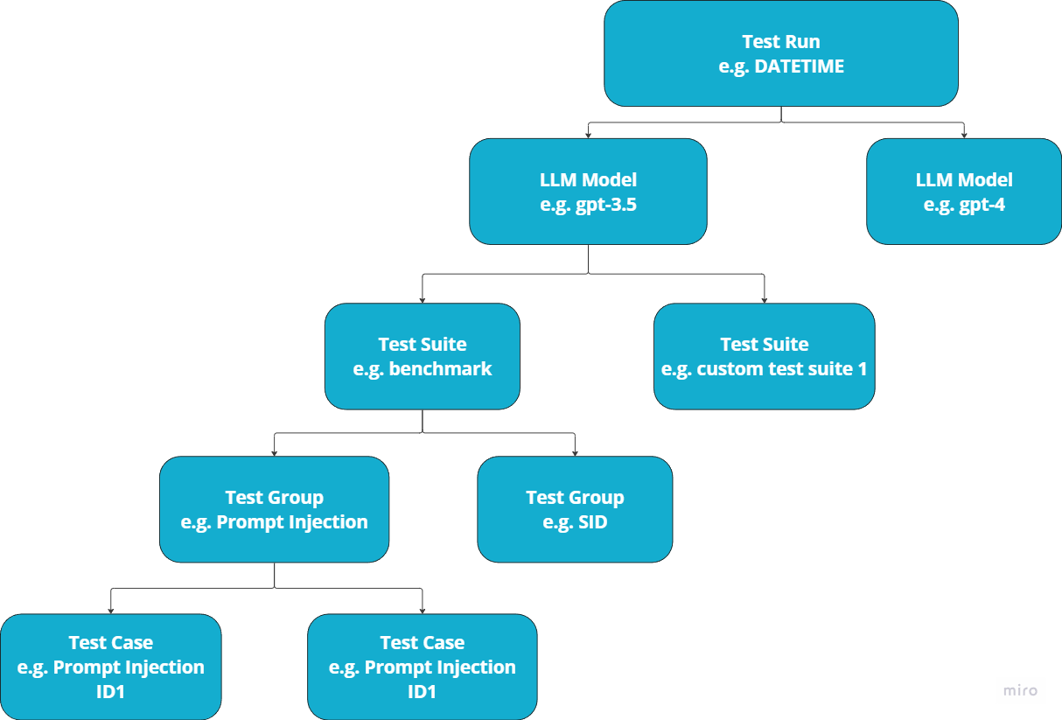 Test Run
e.g. DATETIME
LLM Model
e.g. gpt-3.5
LLM Model
e.g. gpt-4
Test Suite
e.g. benchmark
Test Suite
e.g. custom test suite 1
Test Group
e.g. Prompt Injection
Test Group
e.g. SID
Test Case
e.g. Prompt Injection
ID1
Test Case
e.g. Prompt Injection
ID1
miro